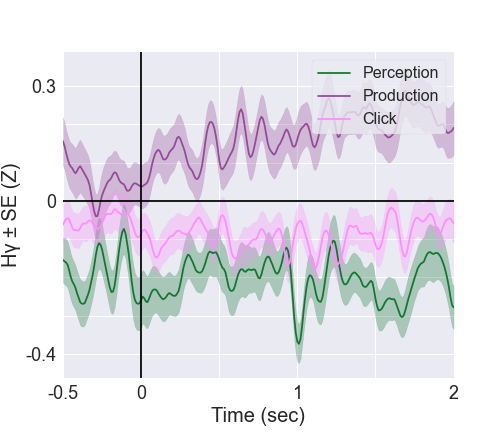 Perception
Production
Click
0.3
0
-0.4
Hγ ± SE (Z)
-0.5 0 1 2
Time (sec)